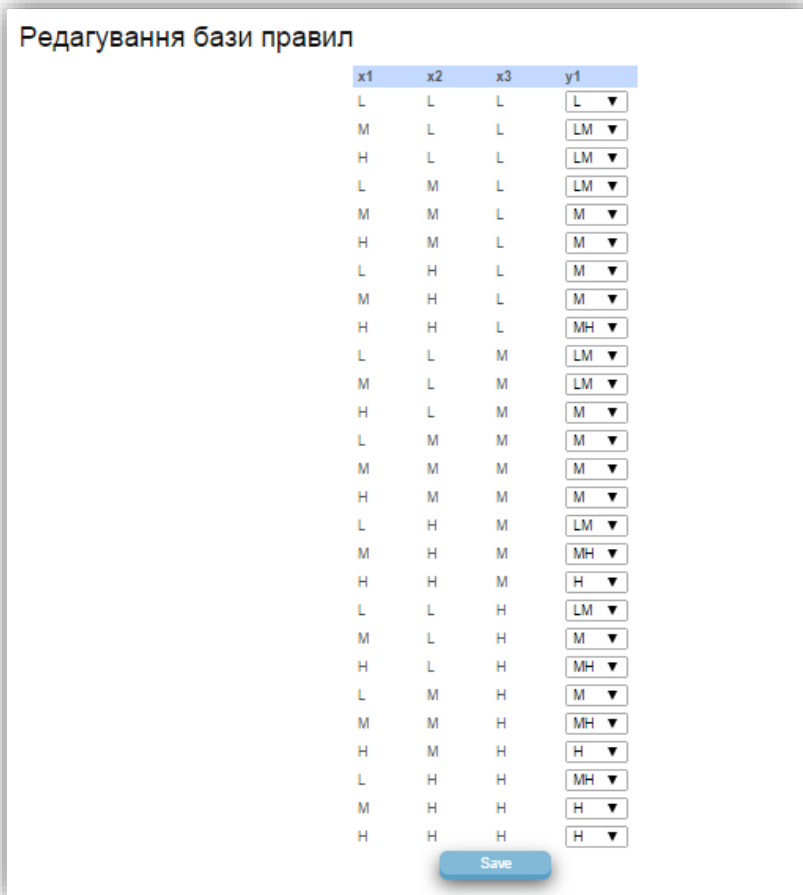 Редагування бази правил
x1 x2 x3 y1
L L L L
M L L LM
H L L LM
L M L LM
M M L M
H M L M
L H L M
M H L M
H H L MH
L L M LM
M L M LM
H L M M
L M M M
M M M M
H M M M
L H M LM
M H M MH
H H M H
L L H LM
M L H M
H L H MH
L M H M
M M H MH
H M H H
L H H MH
M H H H
H H H H
Save